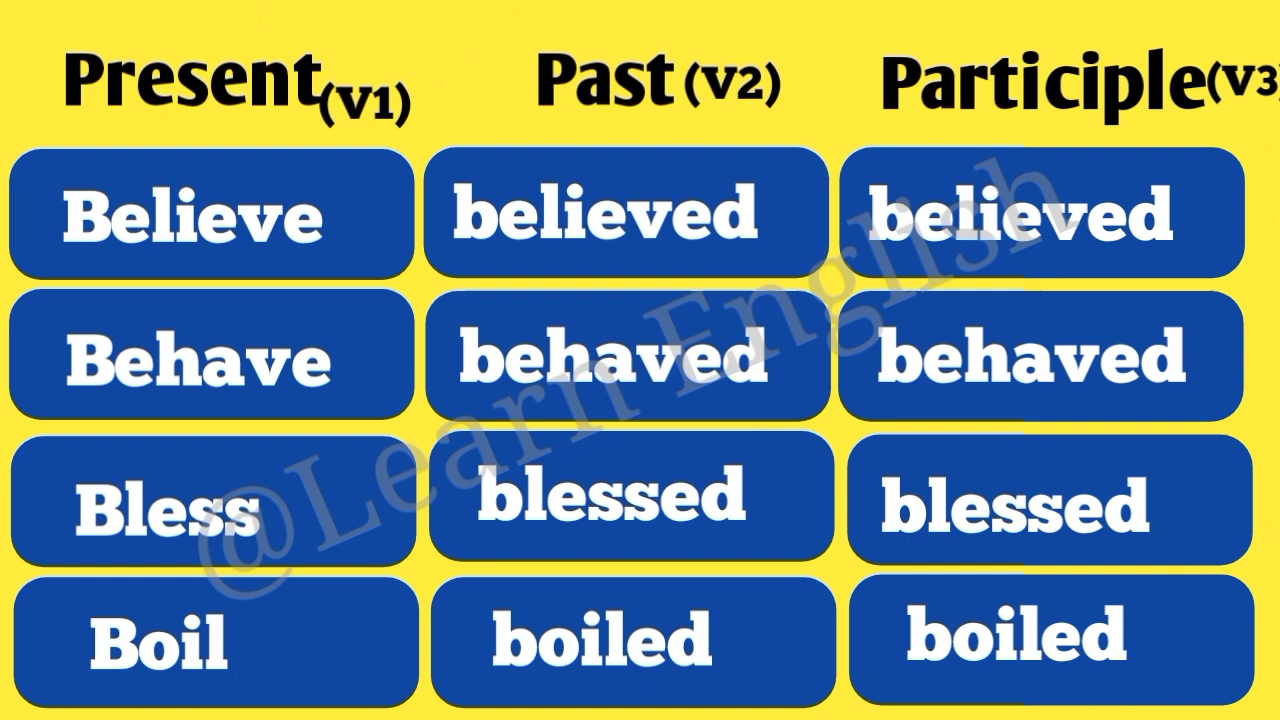 Present(v1) Past (v2) Participle(v3)
Believe believed believed
Behave behaved behaved
Bless blessed blessed
Boil boiled boiled
@Learn English